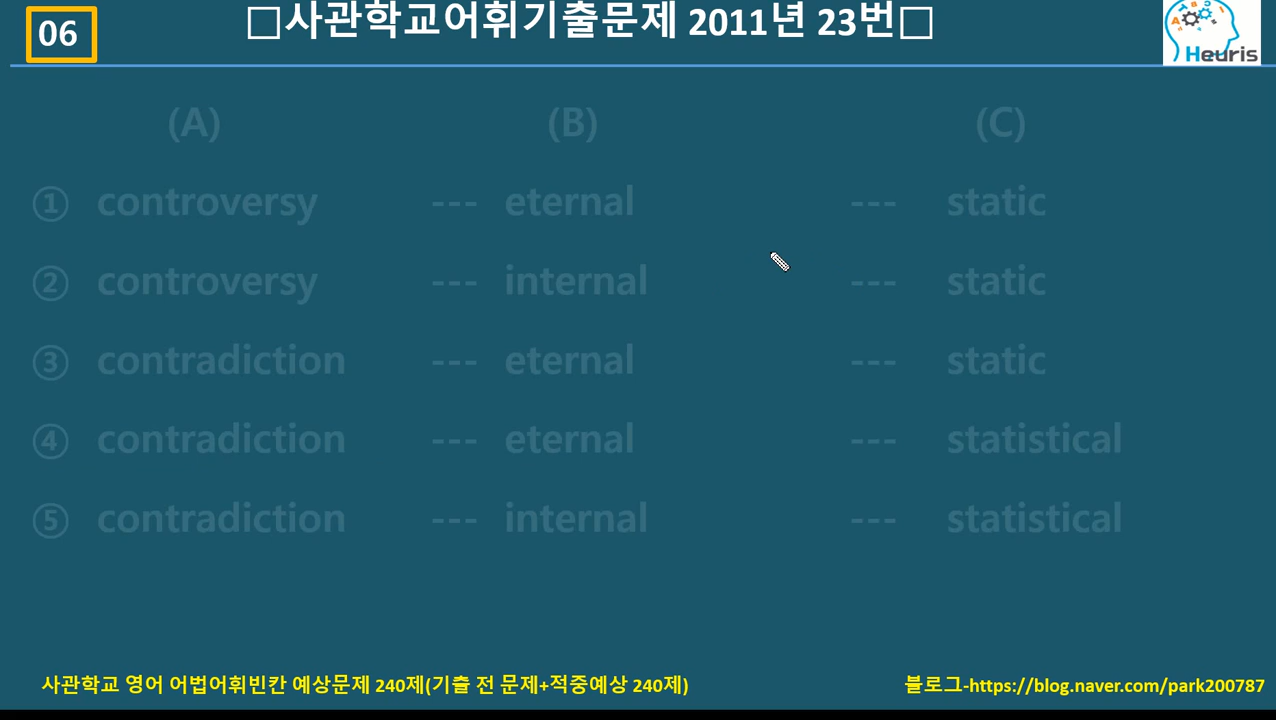 06
□사관학교어휘기출문제 2011년 23번□
Heuris
(A) (B) (C)
① controversy --- eternal --- static
② controversy --- internal --- static
③ contradiction --- eternal --- static
④ contradiction --- eternal --- statistical
⑤ contradiction --- internal --- statistical
사관학교 영어 어법어휘빈칸 예상문제 240제(기출 전 문제+적중예상 240제)
블로그-https://blog.naver.com/park200787